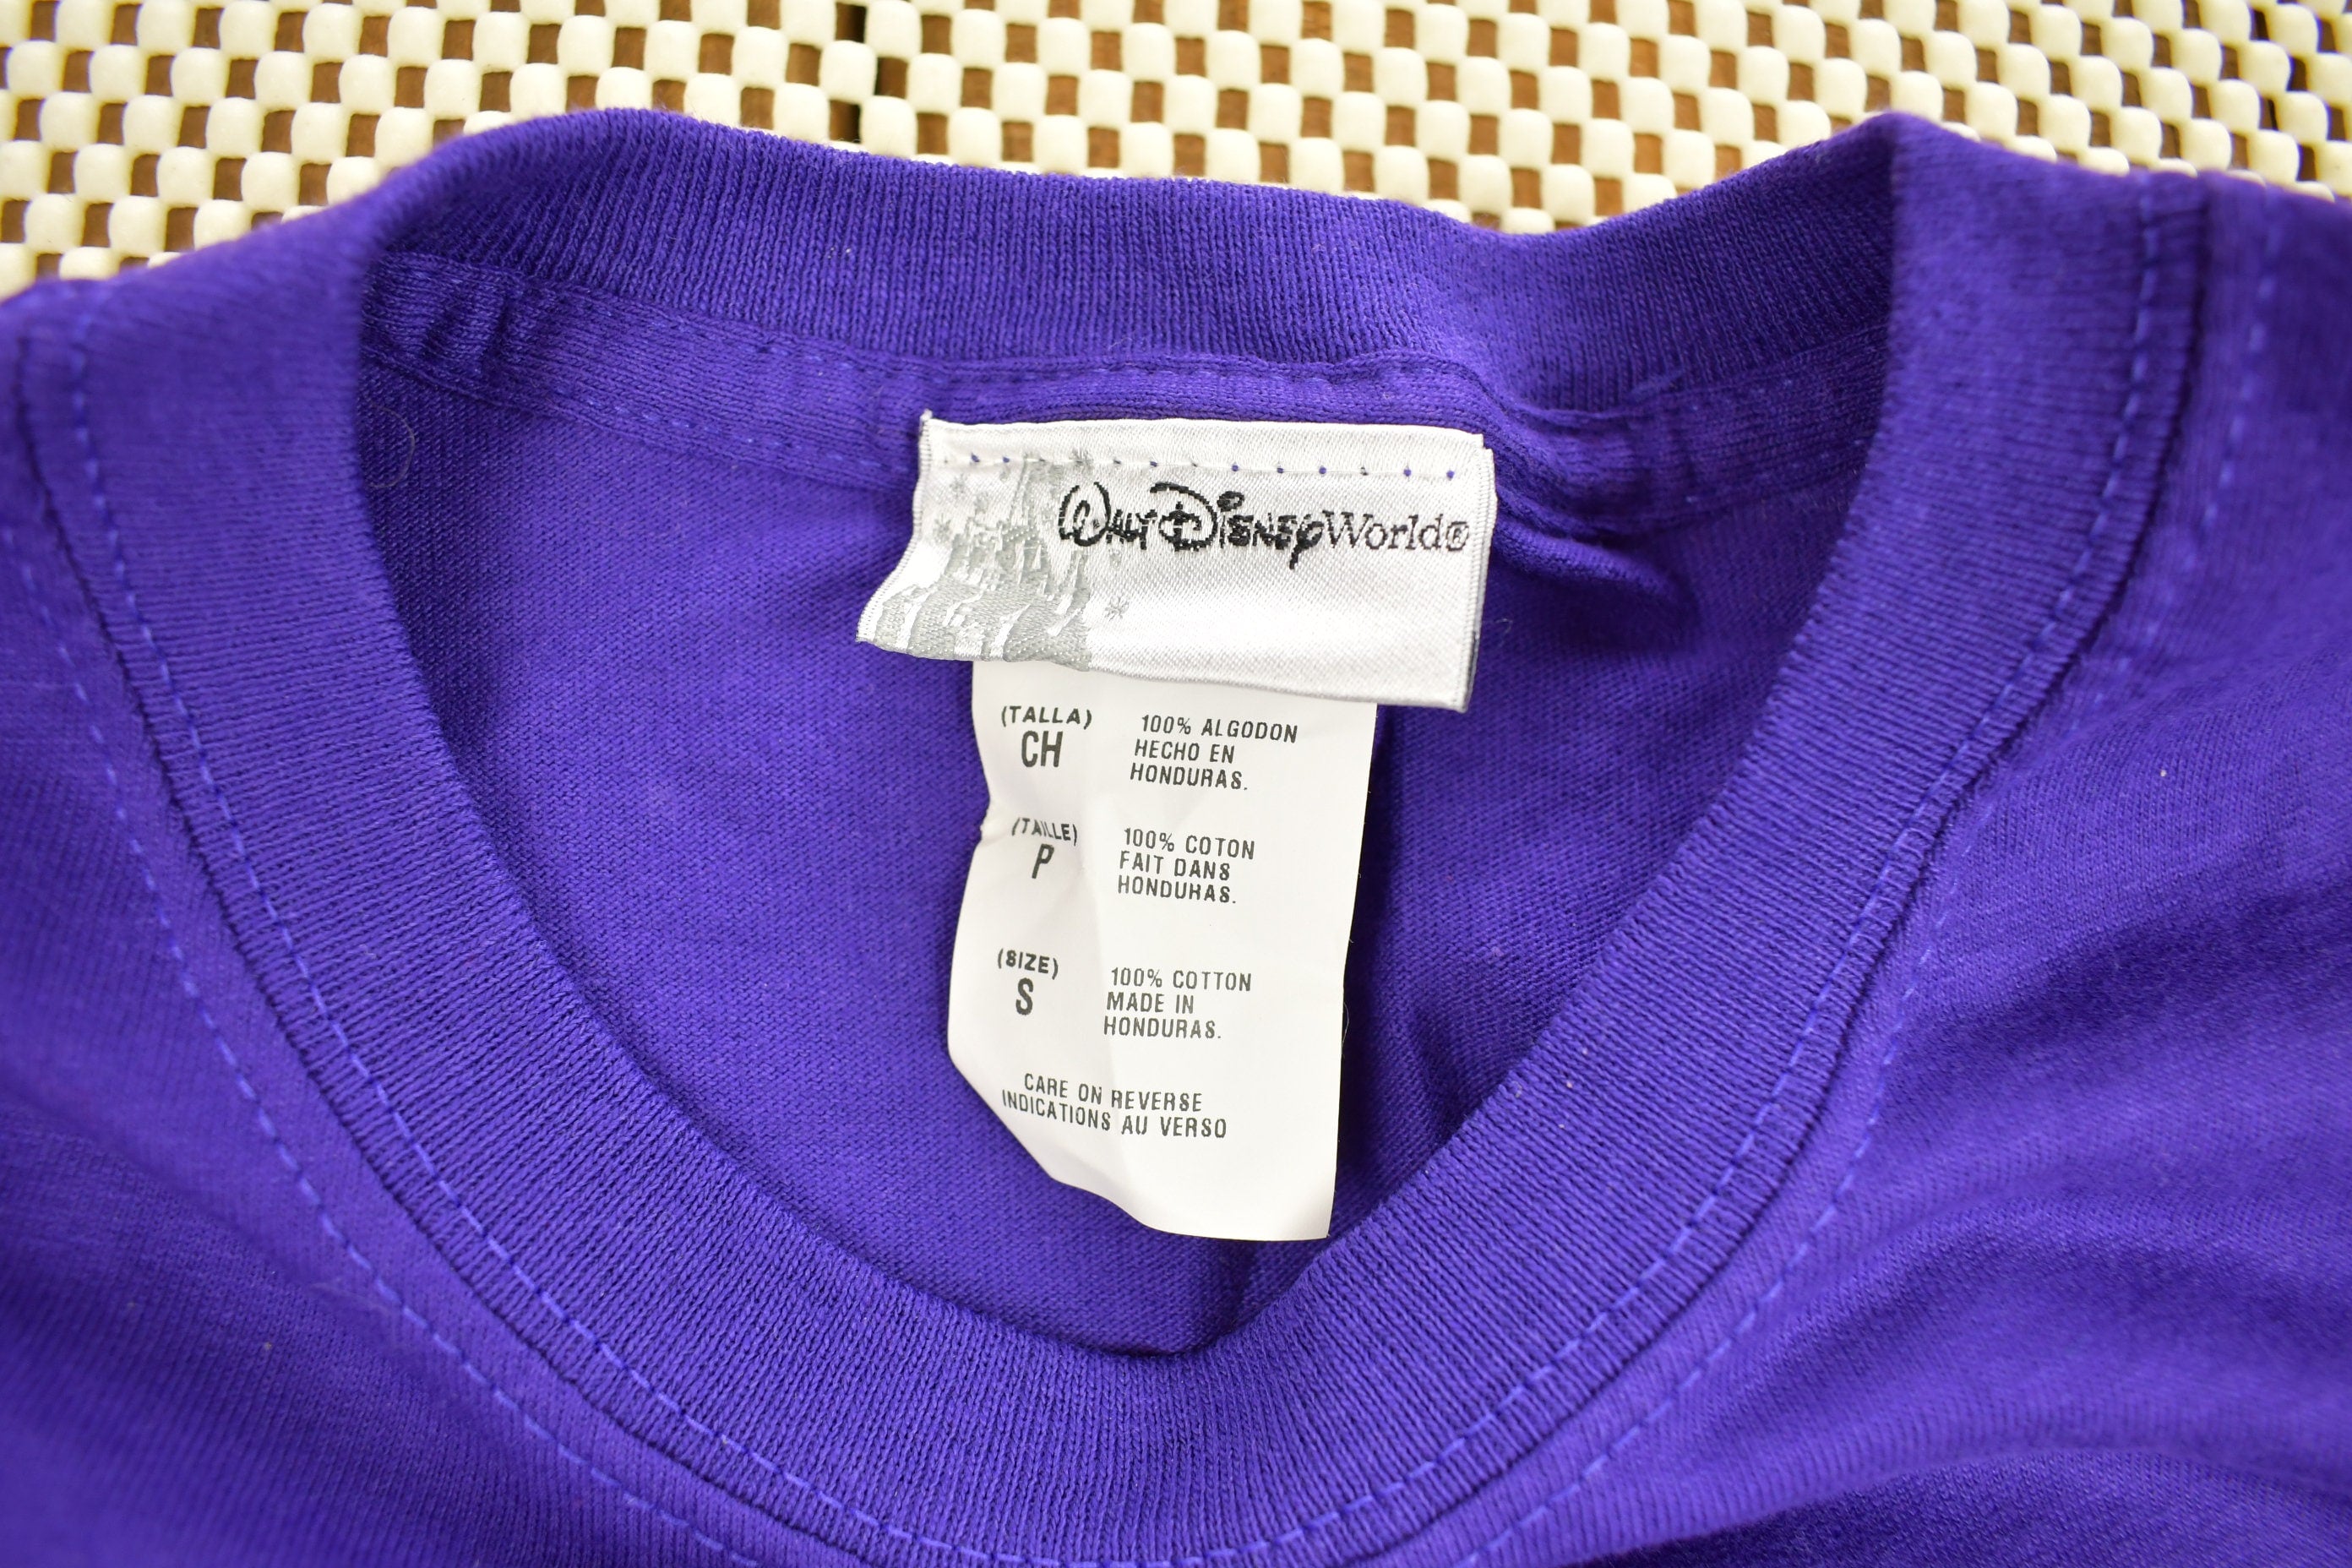 Walt Disney World®
(TALLA)
CH
100% ALGODON
HECHO EN
HONDURAS.
(TAILLE)
P
100% COTON
FAIT DANS
HONDURAS.
(SIZE)
S
100% COTTON
MADE IN
HONDURAS.
CARE ON REVERSE
INDICATIONS AU VERSO